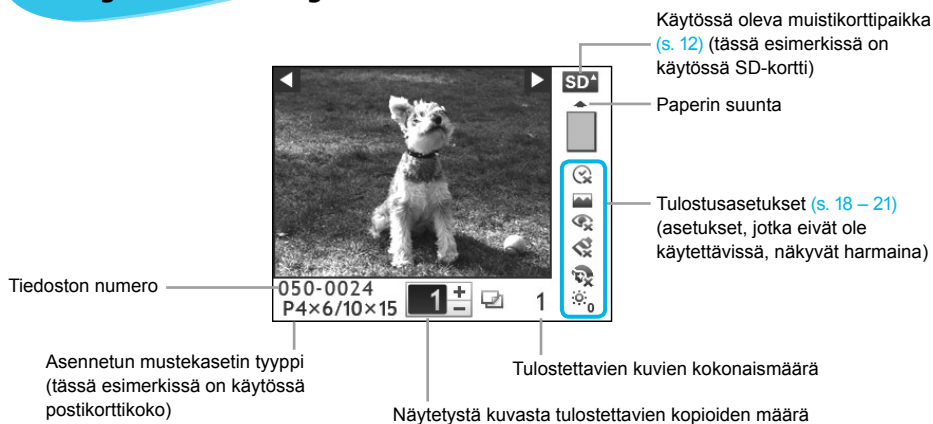 Käytössä oleva muistikorttipaikka
(s. 12) (tässä esimerkissä on
käytössä SD-kortti)
SD
Paperin suunta
Tulostusasetukset (s. 18 – 21)
(asetukset, jotka eivät ole
käytettävissä, näkyvät harmaina)
Tiedoston numero
050-0024
P4×6/10×15
1 + −
1
0
Asennetun mustekasetin tyyppi
(tässä esimerkissä on käytössä
postikorttikoko)
Tulostettavien kuvien kokonaismäärä
Näytetystä kuvasta tulostettavien kopioiden määrä